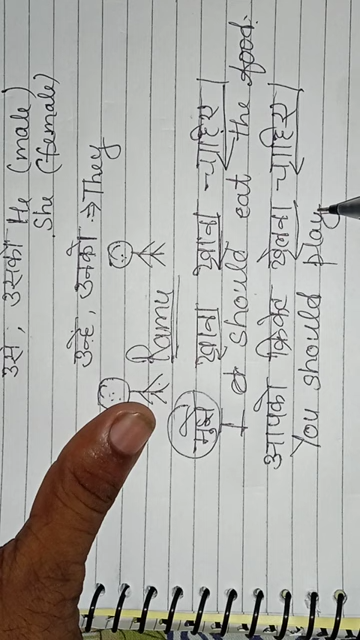 उसे, उसको He (male)
She (female)
उन्हे, उनको ⇒ They
Ramu
मुझे खाना खाना चाहिए।
I should eat the food.
आपको क्रिकेट खेलना चाहिए।
You should play